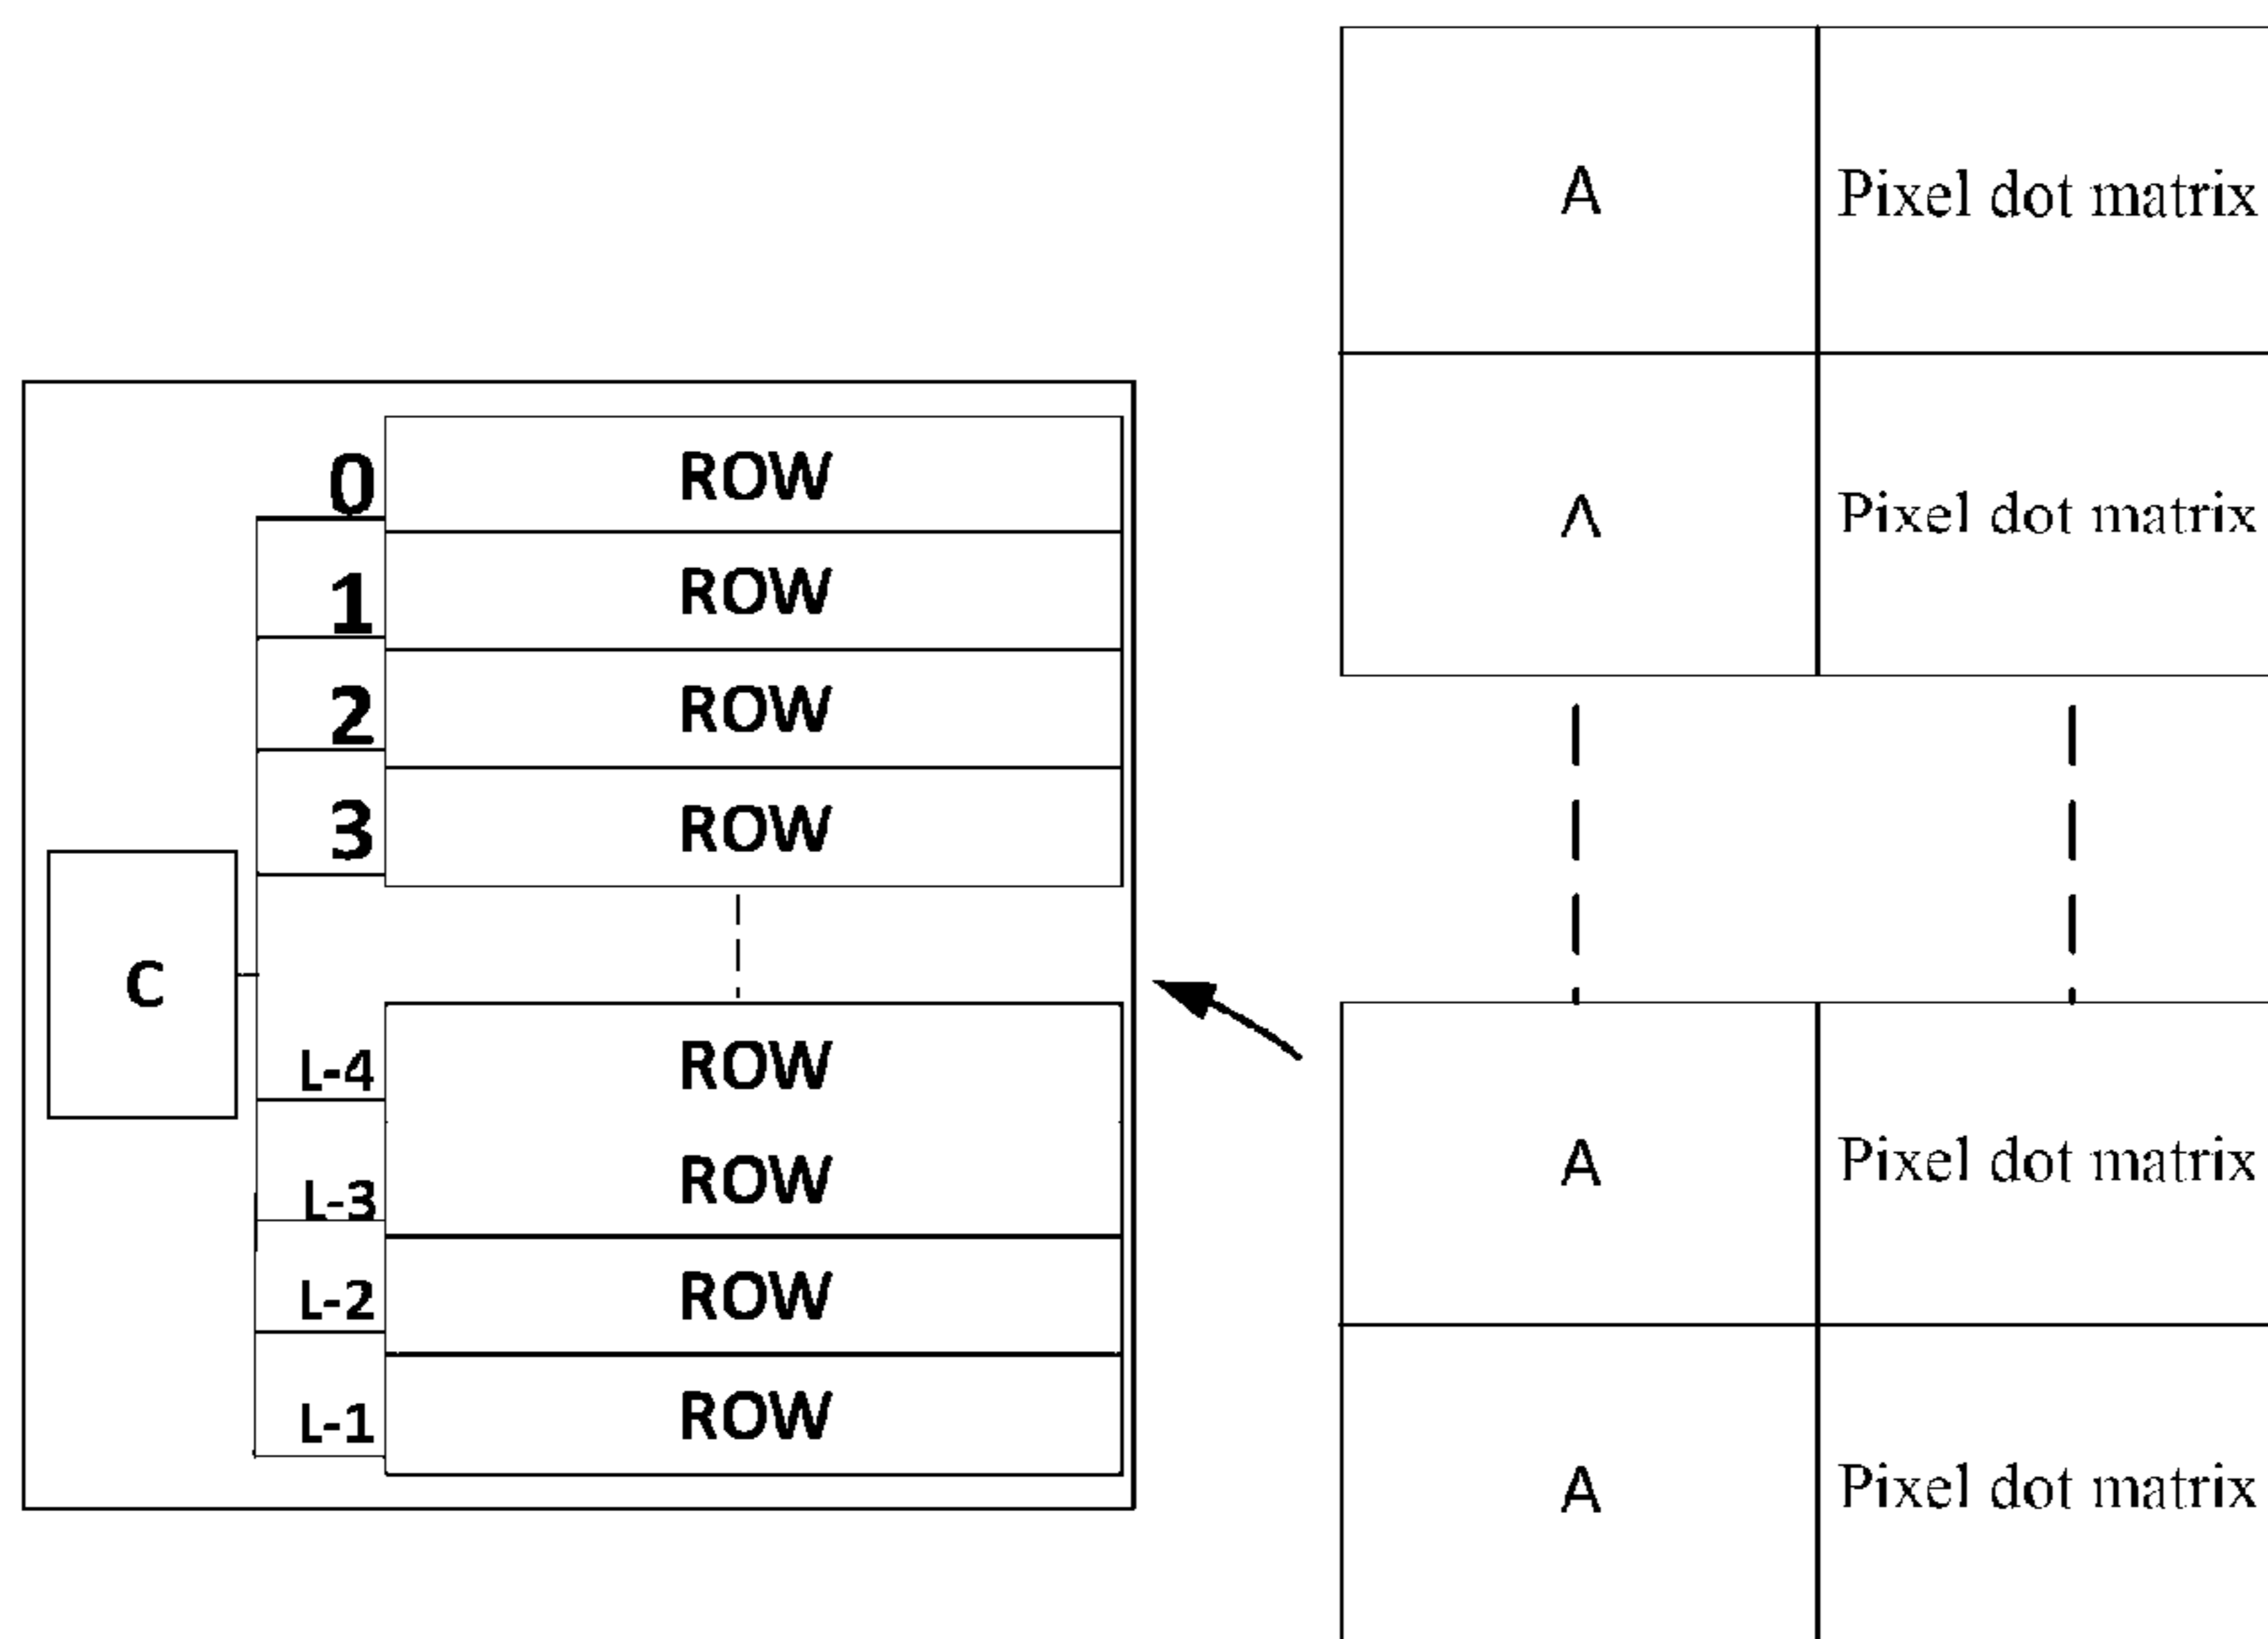 A Pixel dot matrix
A Pixel dot matrix
0 ROW
1 ROW
2 ROW
3 ROW
C
L-4 ROW
L-3 ROW
L-2 ROW
L-1 ROW
A Pixel dot matrix
A Pixel dot matrix